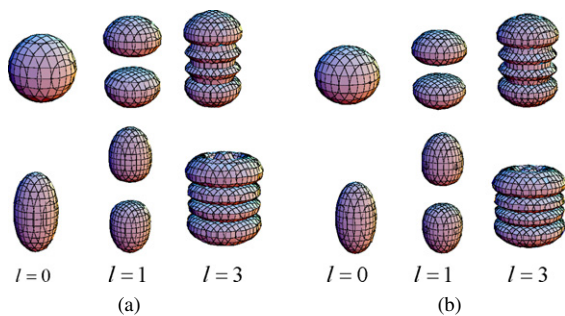 l = 0 l = 1 l = 3 l = 0 l = 1 l = 3
(a) (b)